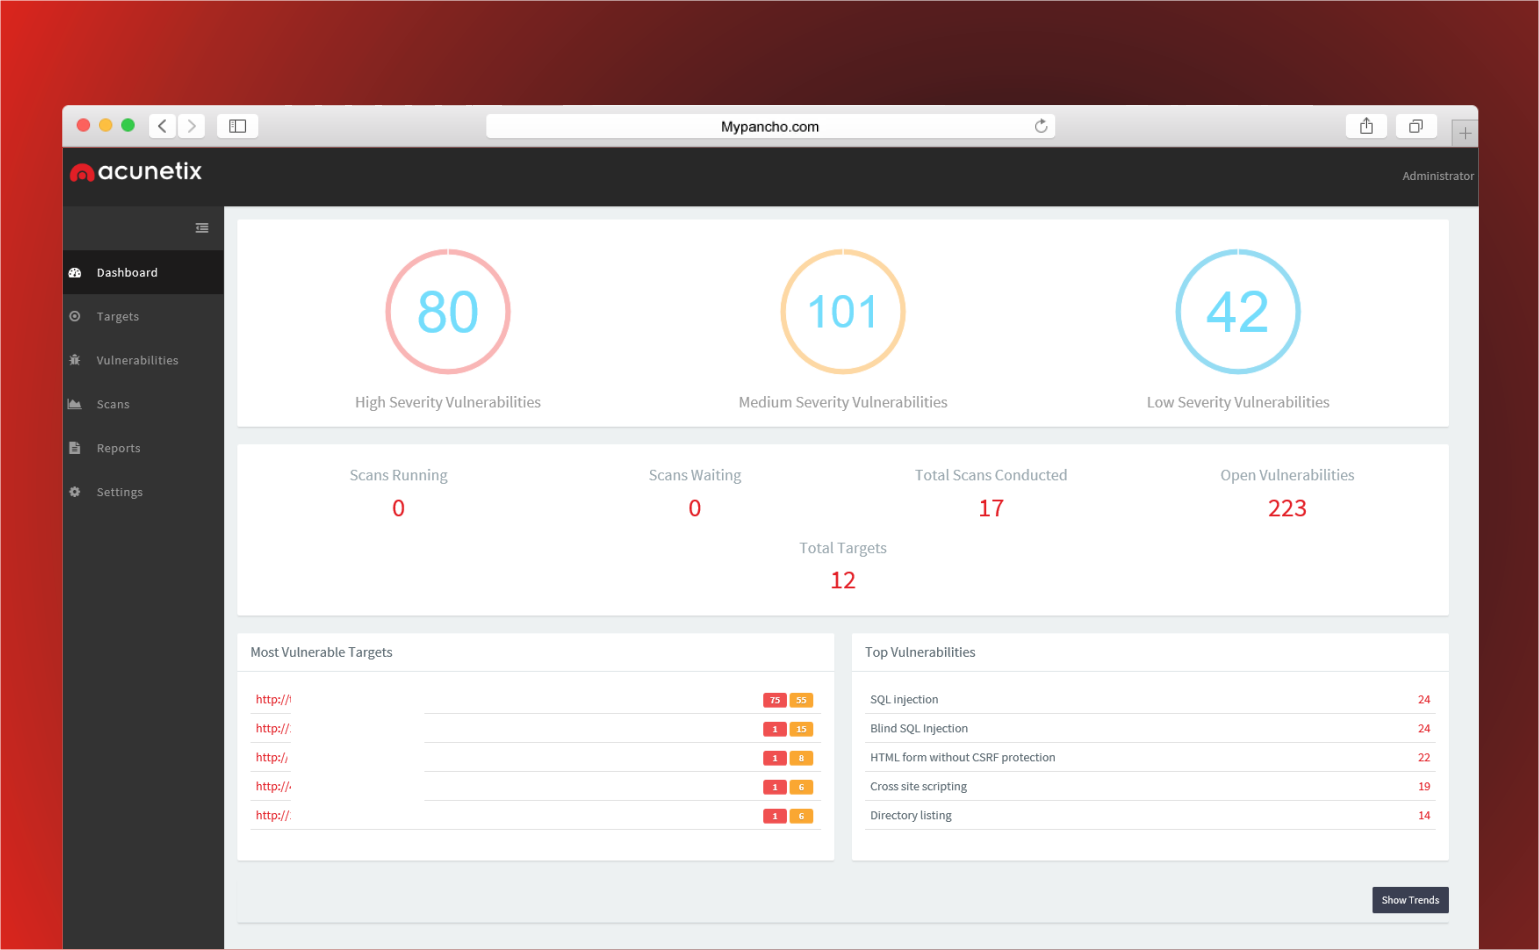 Mypancho.com
acunetix
Administrator
Dashboard
Targets
Vulnerabilities
Scans
Reports
Settings
80
101
42
High Severity Vulnerabilities
Medium Severity Vulnerabilities
Low Severity Vulnerabilities
Scans Running
0
Scans Waiting
0
Total Scans Conducted
17
Open Vulnerabilities
223
Total Targets
12
Most Vulnerable Targets
http:// 75 55
http:// 1 15
http:// 1 8
http:// 1 6
http:// 1 6
Top Vulnerabilities
SQL injection 24
Blind SQL Injection 24
HTML form without CSRF protection 22
Cross site scripting 19
Directory listing 14
Show Trends